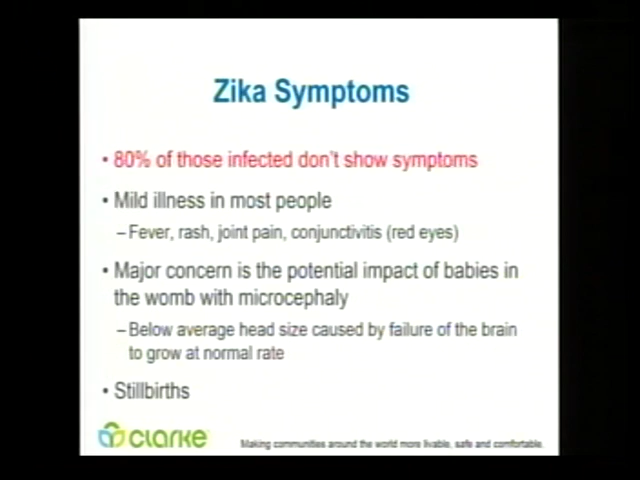 Zika Symptoms
• 80% of those infected don't show symptoms
• Mild illness in most people
– Fever, rash, joint pain, conjunctivitis (red eyes)
• Major concern is the potential impact of babies in
the womb with microcephaly
– Below average head size caused by failure of the brain
to grow at normal rate
• Stillbirths
clarke
Making communities around the world more livable, safe and comfortable.